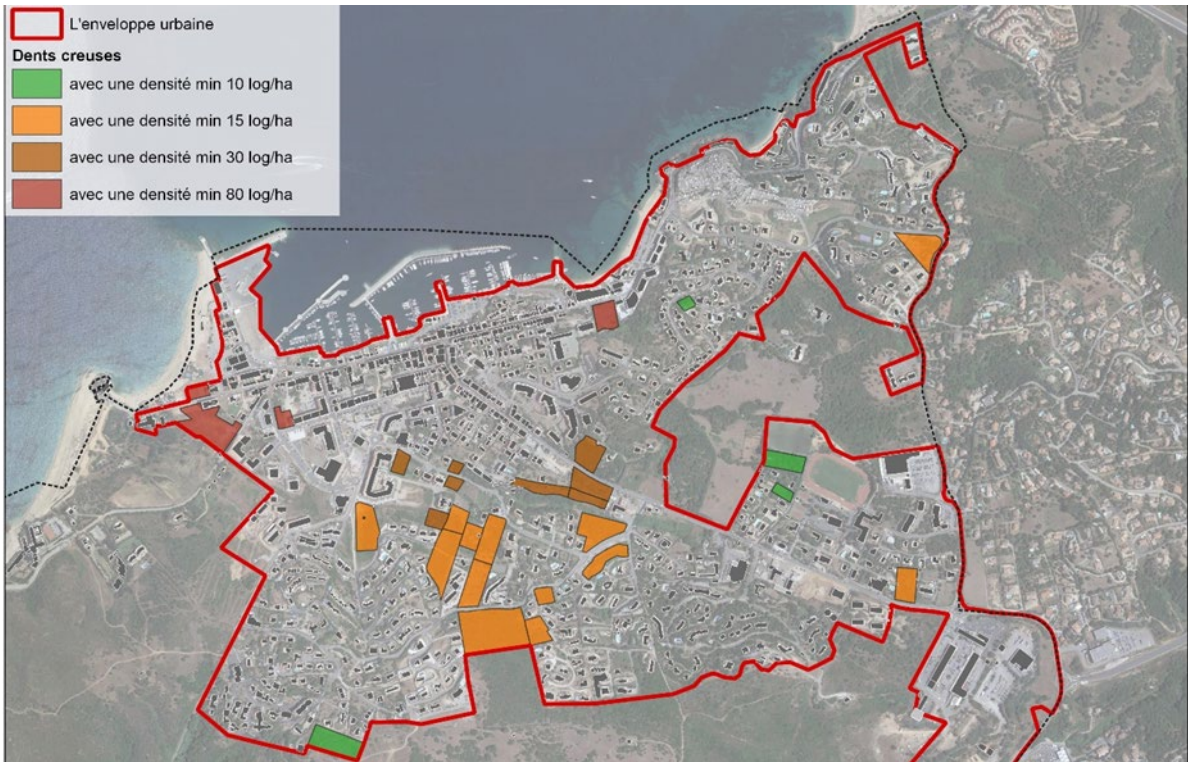 L'enveloppe urbaine
Dents creuses
avec une densité min 10 log/ha
avec une densité min 15 log/ha
avec une densité min 30 log/ha
avec une densité min 80 log/ha